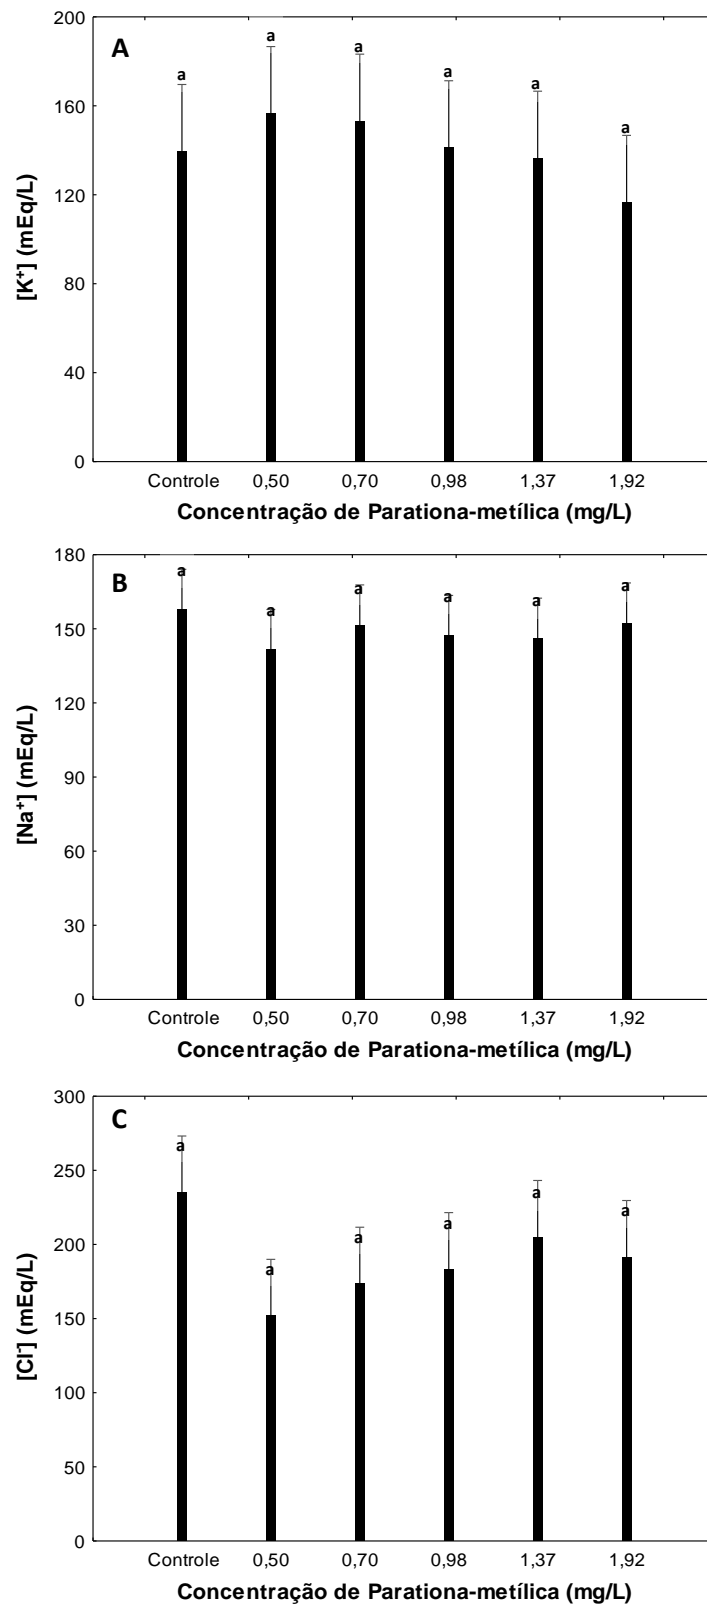 A
200
160
120
80
40
0
[K⁺] (mEq/L)
a a a a a a
Controle 0,50 0,70 0,98 1,37 1,92
Concentração de Parationa-metílica (mg/L)
B
180
150
120
90
60
30
0
[Na⁺] (mEq/L)
a a a a a a
Controle 0,50 0,70 0,98 1,37 1,92
Concentração de Parationa-metílica (mg/L)
C
300
250
200
150
100
50
0
[Cl⁻] (mEq/L)
a a a a a a
Controle 0,50 0,70 0,98 1,37 1,92
Concentração de Parationa-metílica (mg/L)